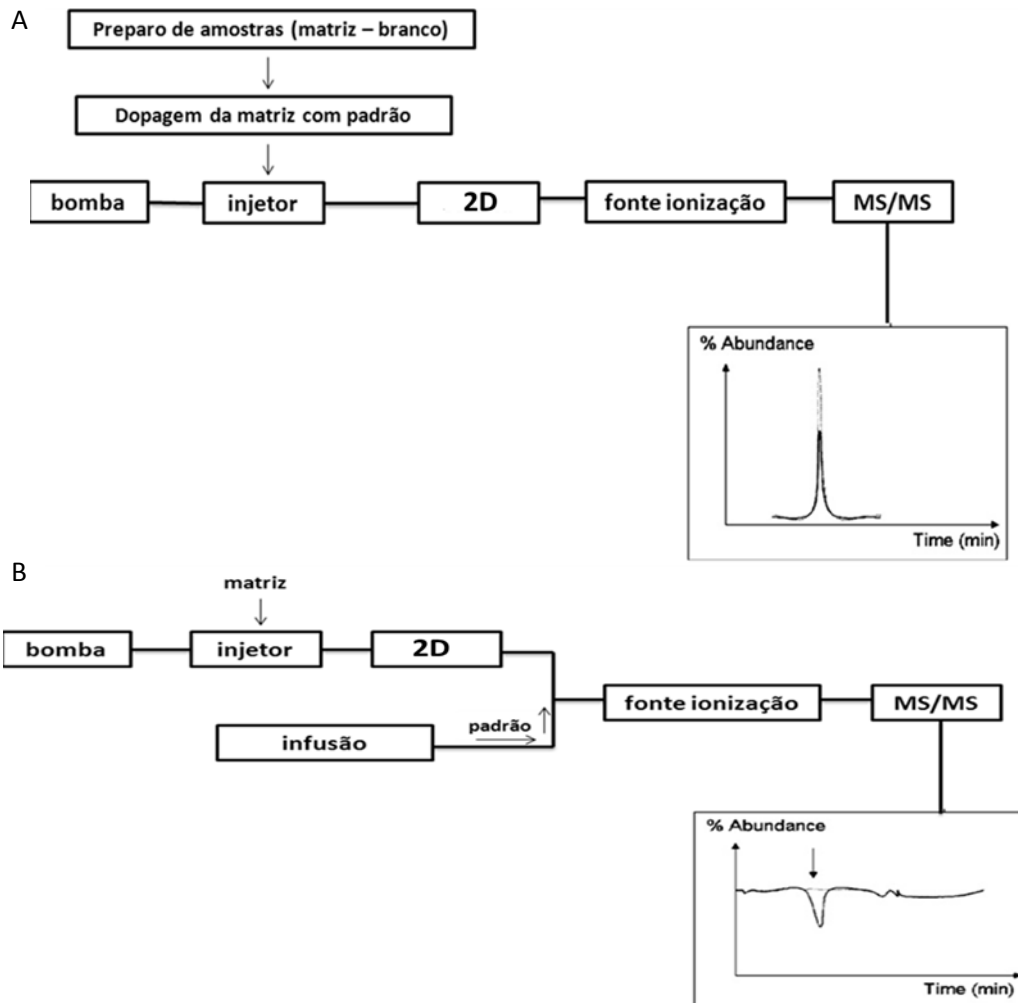 A
Preparo de amostras (matriz – branco)
Dopagem da matriz com padrão
bomba
injetor
2D
fonte ionização
MS/MS
% Abundance
Time (min)
B
matriz
bomba
injetor
2D
padrão
infusão
fonte ionização
MS/MS
% Abundance
Time (min)